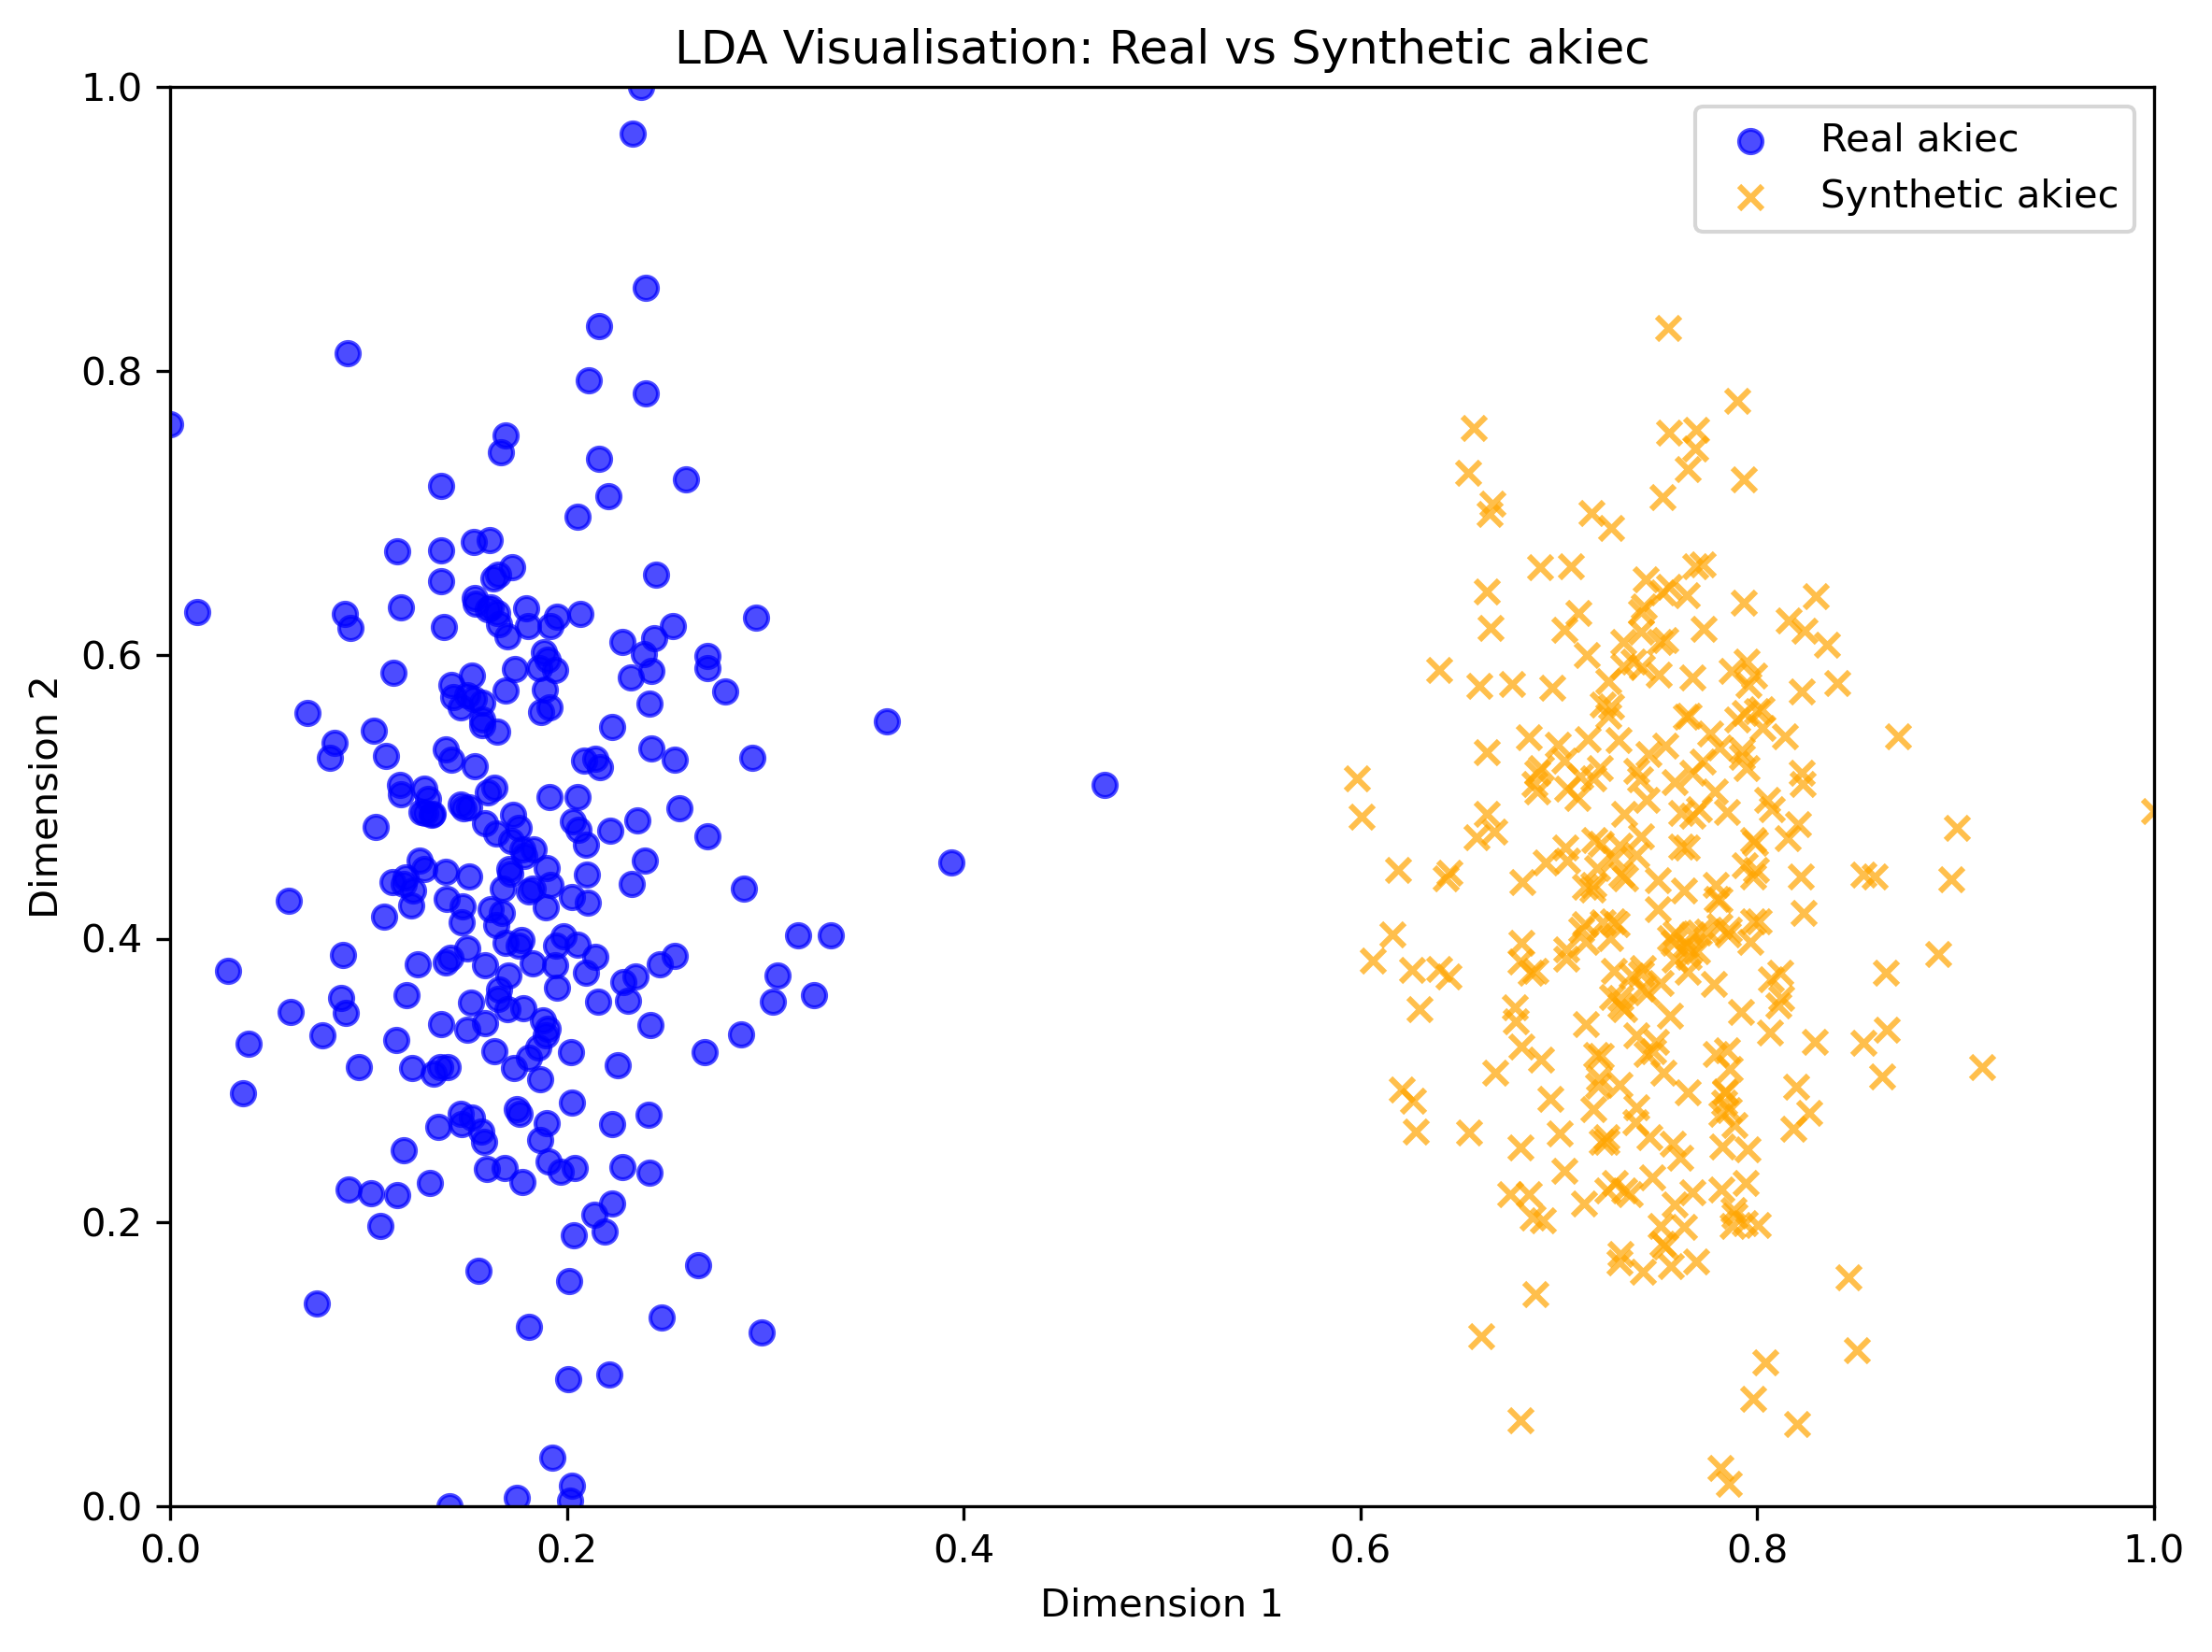 LDA Visualisation: Real vs Synthetic akiec
Real akiec
Synthetic akiec
1.0
0.8
0.6
0.4
0.2
0.0
Dimension 2
0.0 0.2 0.4 0.6 0.8 1.0
Dimension 1